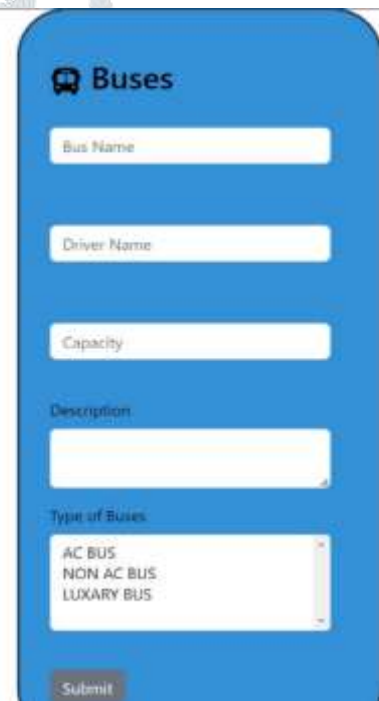 Buses
Bus Name
Driver Name
Capacity
Description
Type of Buses
AC BUS
NON AC BUS
LUXARY BUS
Submit